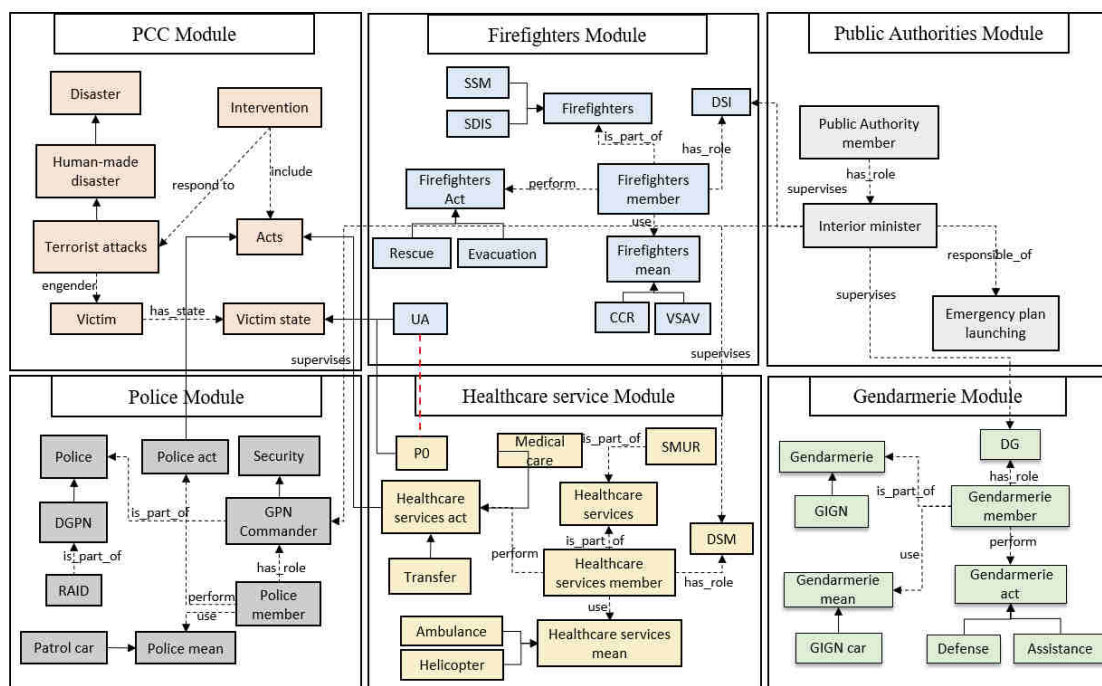 PCC Module
Disaster
Intervention
Human-made
disaster
respond to
include
Terrorist attacks
Acts
engender
Victim
has_state
Victim state
supervises
Firefighters Module
SSM
SDIS
Firefighters
DSI
is_part_of
has_role
Firefighters
Act
perform
Firefighters
member
use
Rescue
Evacuation
Firefighters
mean
UA
CCR
VSAV
supervises
Public Authorities Module
Public Authority
member
has_role
supervises
Interior minister
responsible_of
supervises
Emergency plan
launching
Police Module
Police
Police act
Security
DGPN
is_part_of
GPN
Commander
is_part_of
has_role
RAID
perform
Police
member
use
Patrol car
Police mean
Healthcare service Module
P0
Medical
care
is_part_of
SMUR
Healthcare
services act
Healthcare
services
DSM
is_part_of
perform
Transfer
Healthcare
services member
has_role
use
Ambulance
Helicopter
Healthcare services
mean
Gendarmerie Module
DG
Gendarmerie
has_role
is_part_of
Gendarmerie
member
GIGN
use
perform
Gendarmerie
mean
Gendarmerie
act
GIGN car
Defense
Assistance